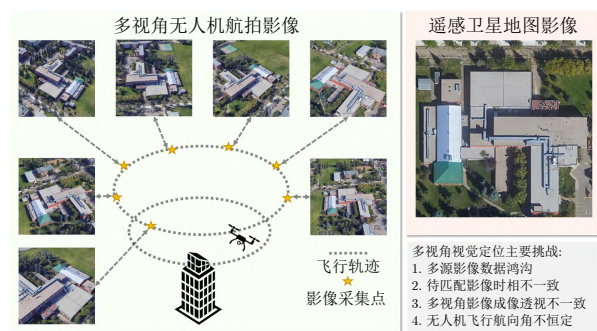 多视角无人机航拍影像
遥感卫星地图影像
飞行轨迹
影像采集点
多视角视觉定位主要挑战:
1. 多源影像数据鸿沟
2. 待匹配影像时相不一致
3. 多视角影像成像透视不一致
4. 无人机飞行航向角不恒定